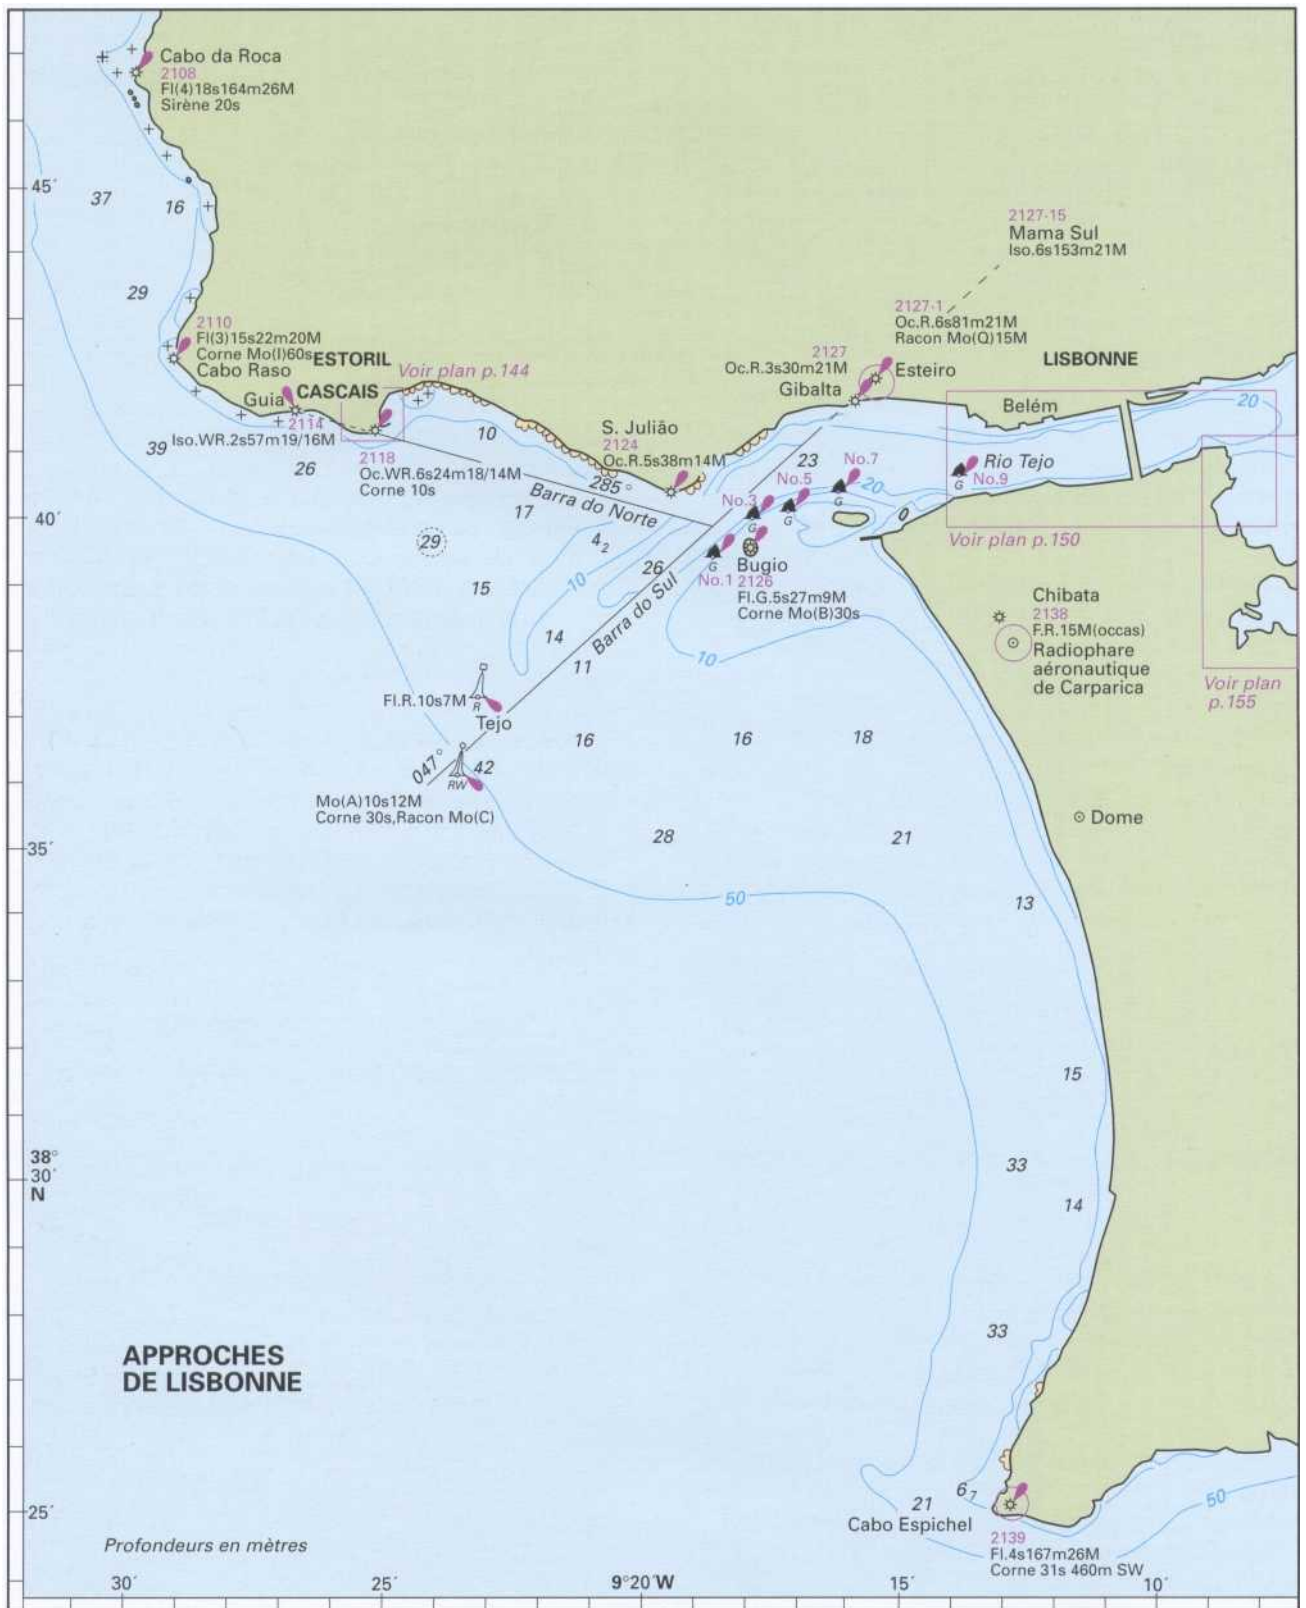 Cabo da Roca
2108
Fl(4)18s164m26M
Sirène 20s
45´
37
16
29
2127·15
Mama Sul
Iso.6s153m21M
2127·1
Oc.R.6s81m21M
Racon Mo(Q)15M
2110
Fl(3)15s22m20M
Corne Mo(I)60s
Cabo Raso
ESTORIL
CASCAIS
Voir plan p.144
2127
Oc.R.3s30m21M
Gibalta
Esteiro
LISBONNE
Belém
20
Guia
2114
Iso.WR.2s57m19/16M
39
26
10
2118
Oc.WR.6s24m18/14M
Corne 10s
S. Julião
2124
Oc.R.5s38m14M
285°
Barra do Norte
23
No.7
No.5
No.3
20
G
G
G
Rio Tejo
No.9
G
40´
17
4₂
29
10
26
15
No.1
G
Bugio
2126
Fl.G.5s27m9M
Corne Mo(B)30s
Voir plan p.150
Chibata
2138
F.R.15M(occas)
Radiophare
aéronautique
de Carparica
Voir plan
p.155
Barra do Sul
14
11
10
Fl.R.10s7M
R
Tejo
16
16
18
047°
42
RW
Mo(A)10s12M
Corne 30s,Racon Mo(C)
28
21
Dome
35´
50
13
15
38°
30´
N
33
14
33
APPROCHES
DE LISBONNE
25´
6₇
21
50
Cabo Espichel
2139
Fl.4s167m26M
Corne 31s 460m SW
Profondeurs en mètres
30´
25´
9°20´W
15´
10´